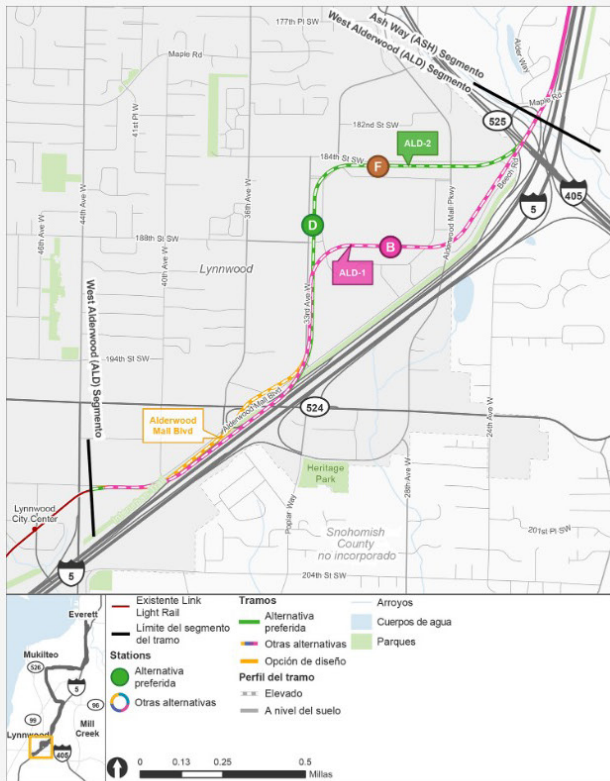 177th Pl SW
Maple Rd
Ash Way (ASH) Segmento
West Alderwood (ALD) Segmento
Alder Way
41st Pl W
182nd St SW
525
Maple Rd
ALD-2
184th St SW
F
Beech Rd
5
405
44th Ave W
36th Ave W
Alderwood Mall Pkwy
46th Ave W
188th St SW
40th Ave W
D
Lynnwood
B
ALD-1
33rd Ave W
West Alderwood (ALD) Segmento
194th St SW
Alderwood Mall Blvd
524
24th Ave W
Alderwood
Mall Blvd
Heritage
Park
Poplar Way
28th Ave W
Lynnwood
City Center
Snohomish
County
no incorporado
201st Pl SW
5
204th St SW
Everett
Mukilteo
526
5
96
99
Mill
Creek
Lynnwood
405
Existente Link
Light Rail
Límite del segmento
del tramo
Stations
Alternativa
preferida
Otras alternativas
Tramos
Alternativa
preferida
Otras alternativas
Opción de diseño
Perfil del tramo
Elevado
A nivel del suelo
Arroyos
Cuerpos de agua
Parques
0 0.13 0.25 0.5
Millas